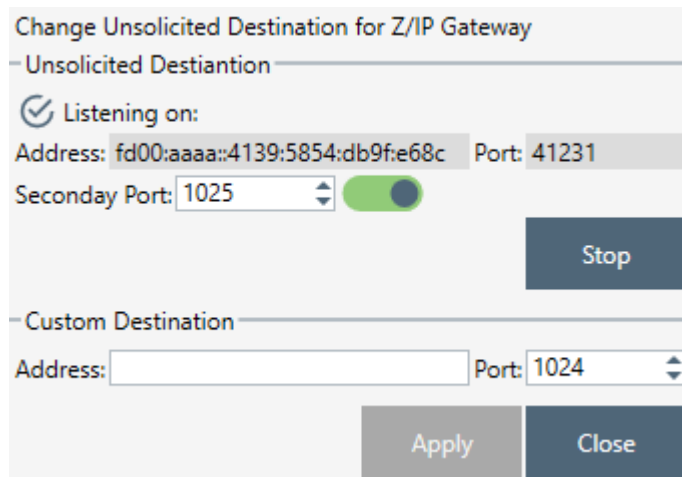 Change Unsolicited Destination for Z/IP Gateway
Unsolicited Destiantion
Listening on:
Address: fd00:aaaa::4139:5854:db9f:e68c Port: 41231
Seconday Port: 1025
Stop
Custom Destination
Address: Port: 1024
Apply Close